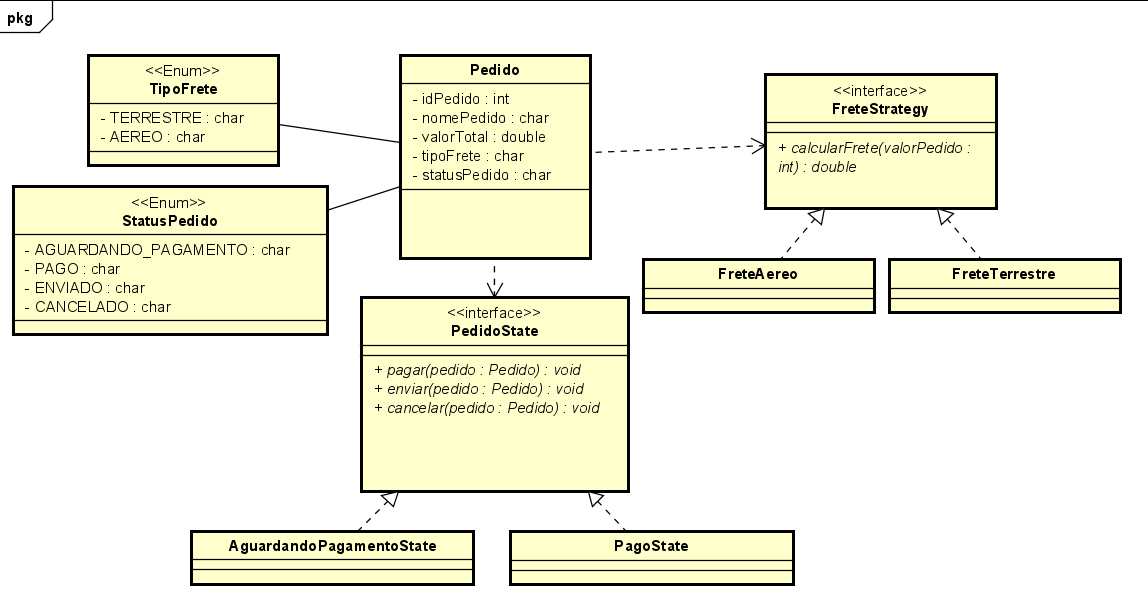 pkg
<<Enum>>
TipoFrete
- TERRESTRE : char
- AEREO : char
Pedido
- idPedido : int
- nomePedido : char
- valorTotal : double
- tipoFrete : char
- statusPedido : char
<<interface>>
FreteStrategy
+ calcularFrete(valorPedido :
int) : double
<<Enum>>
StatusPedido
- AGUARDANDO_PAGAMENTO : char
- PAGO : char
- ENVIADO : char
- CANCELADO : char
FreteAereo
FreteTerrestre
<<interface>>
PedidoState
+ pagar(pedido : Pedido) : void
+ enviar(pedido : Pedido) : void
+ cancelar(pedido : Pedido) : void
AguardandoPagamentoState
PagoState